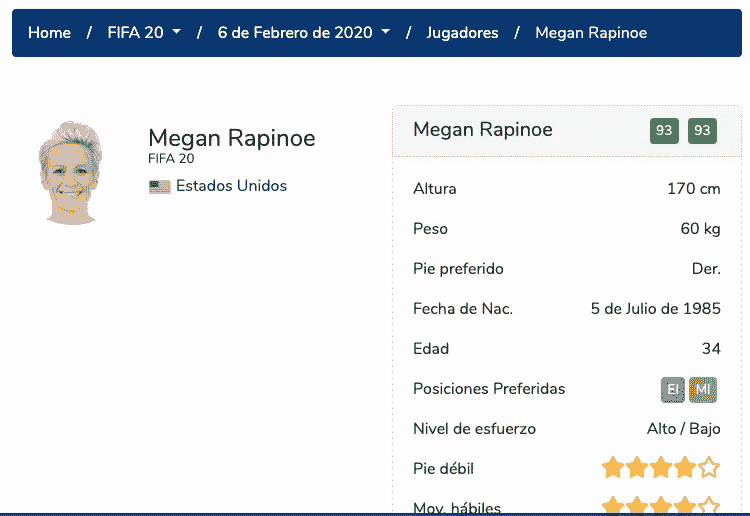 Home / FIFA 20 / 6 de Febrero de 2020 / Jugadores / Megan Rapinoe
Megan Rapinoe
FIFA 20
Estados Unidos
Megan Rapinoe 93 93
Altura 170 cm
Peso 60 kg
Pie preferido Der.
Fecha de Nac. 5 de Julio de 1985
Edad 34
Posiciones Preferidas EI MI
Nivel de esfuerzo Alto / Bajo
Pie débil
Mov. hábiles